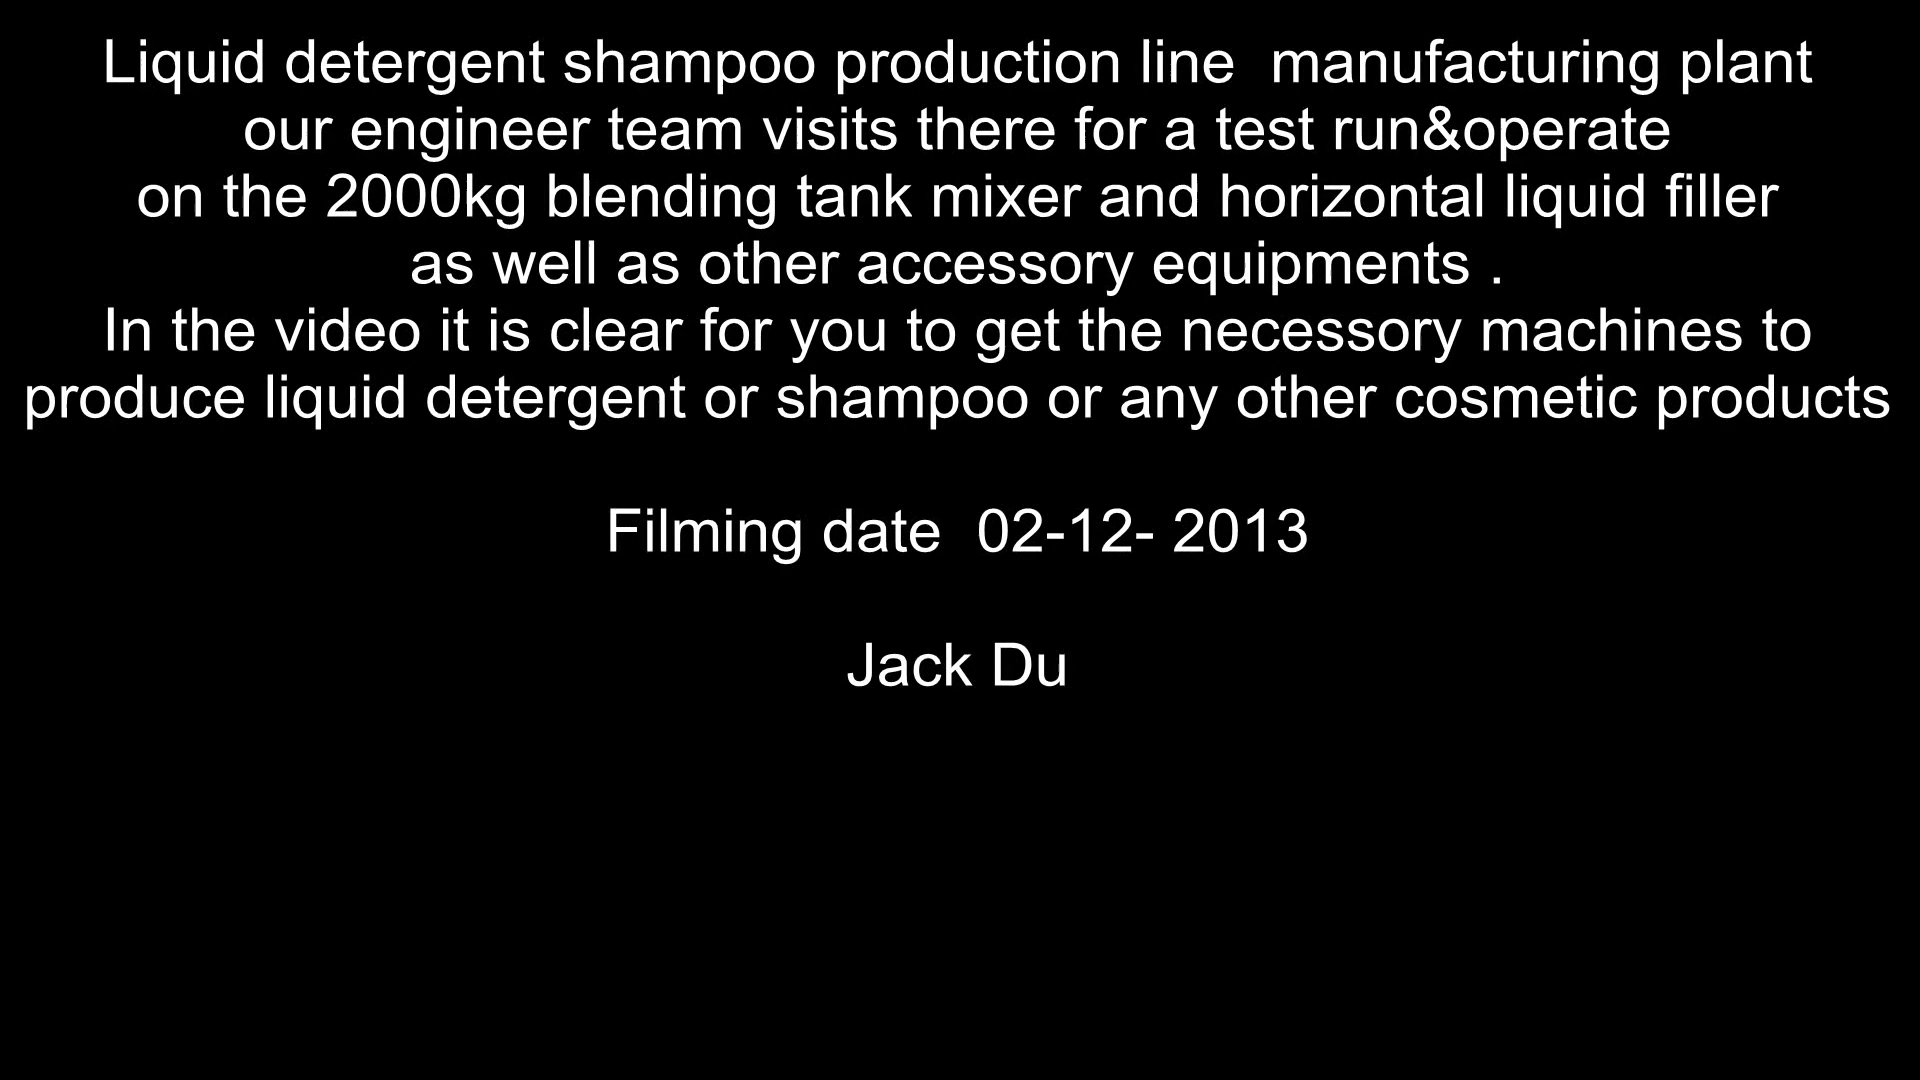 Liquid detergent shampoo production line  manufacturing plant
our engineer team visits there for a test run&operate
on the 2000kg blending tank mixer and horizontal liquid filler
as well as other accessory equipments .
In the video it is clear for you to get the necessory machines to
produce liquid detergent or shampoo or any other cosmetic products
Filming date  02-12- 2013
Jack Du